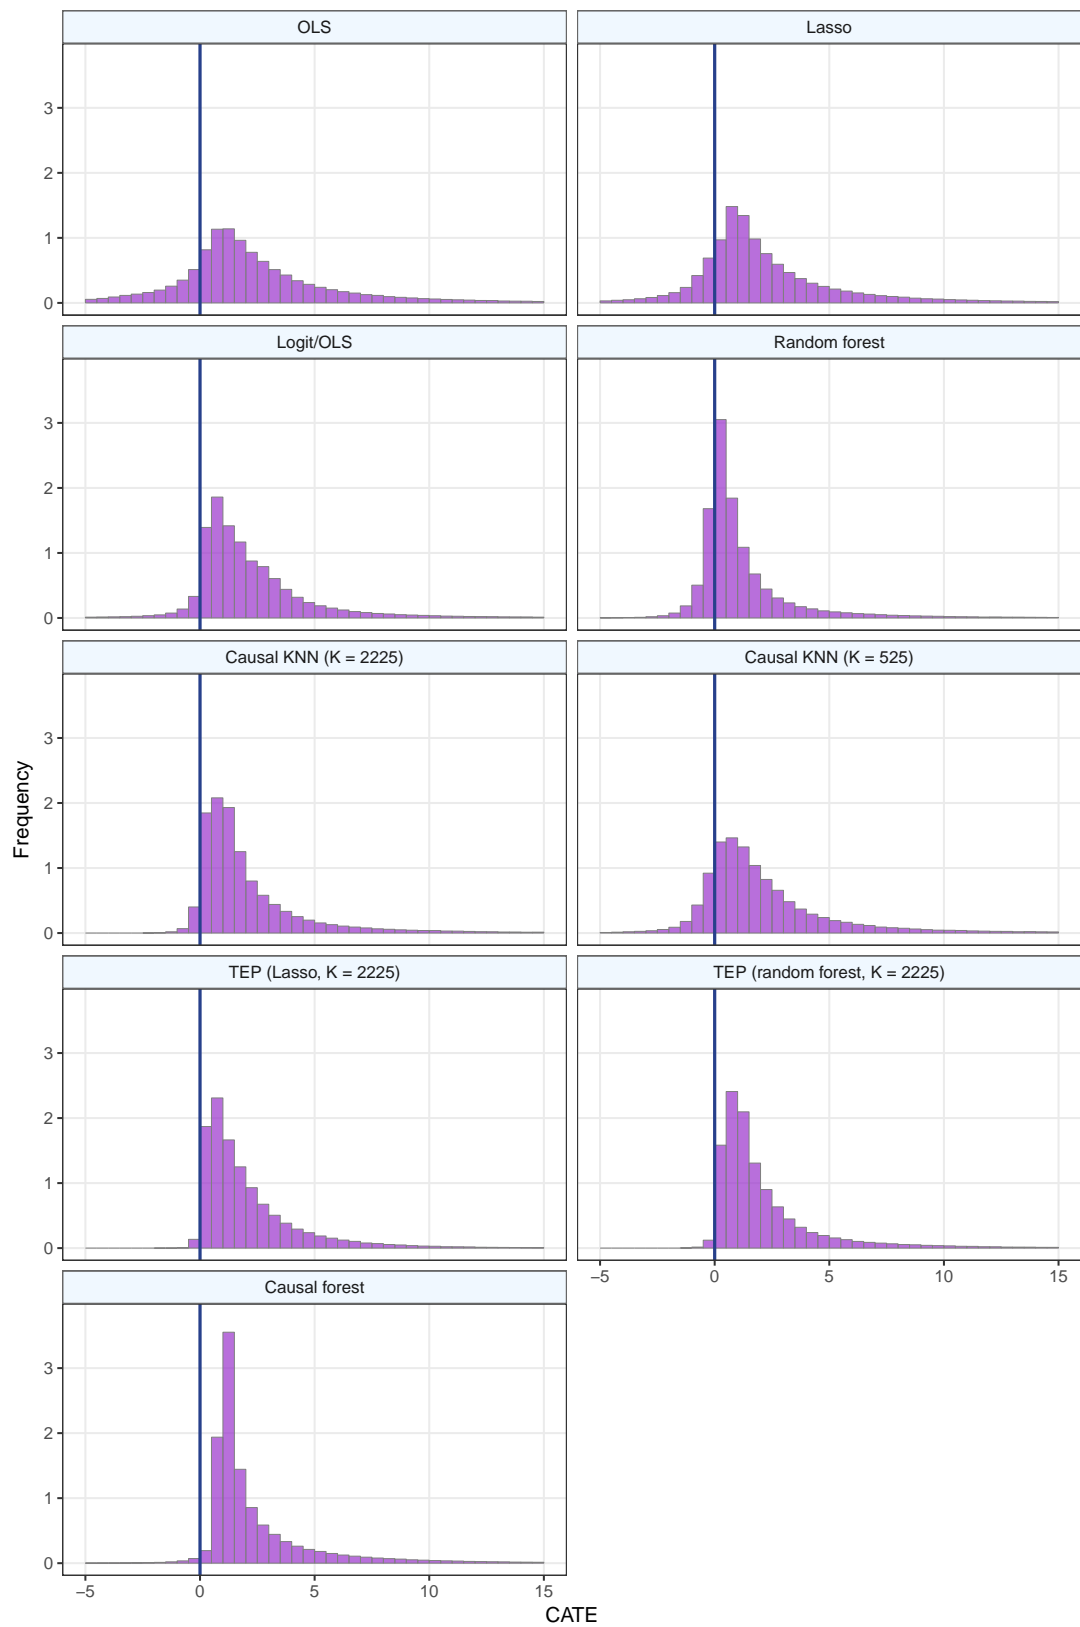 OLS
Lasso
3
2
1
0
Logit/OLS
Random forest
3
2
1
0
Causal KNN (K = 2225)
Causal KNN (K = 525)
3
2
1
0
Frequency
TEP (Lasso, K = 2225)
TEP (random forest, K = 2225)
3
2
1
0
−5 0 5 10 15
Causal forest
3
2
1
0
−5 0 5 10 15
CATE